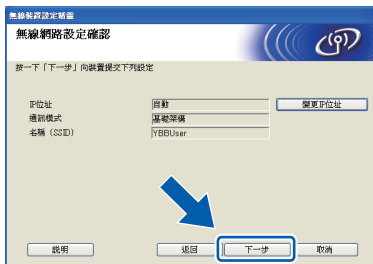 無線裝置設定精靈
無線網路設定確認
按一下「下一步」向裝置提交下列設定
IP位址 自動 變更IP位址
通訊模式 基礎架構
名稱 (SSID) YBBUser
說明 返回 下一步 取消